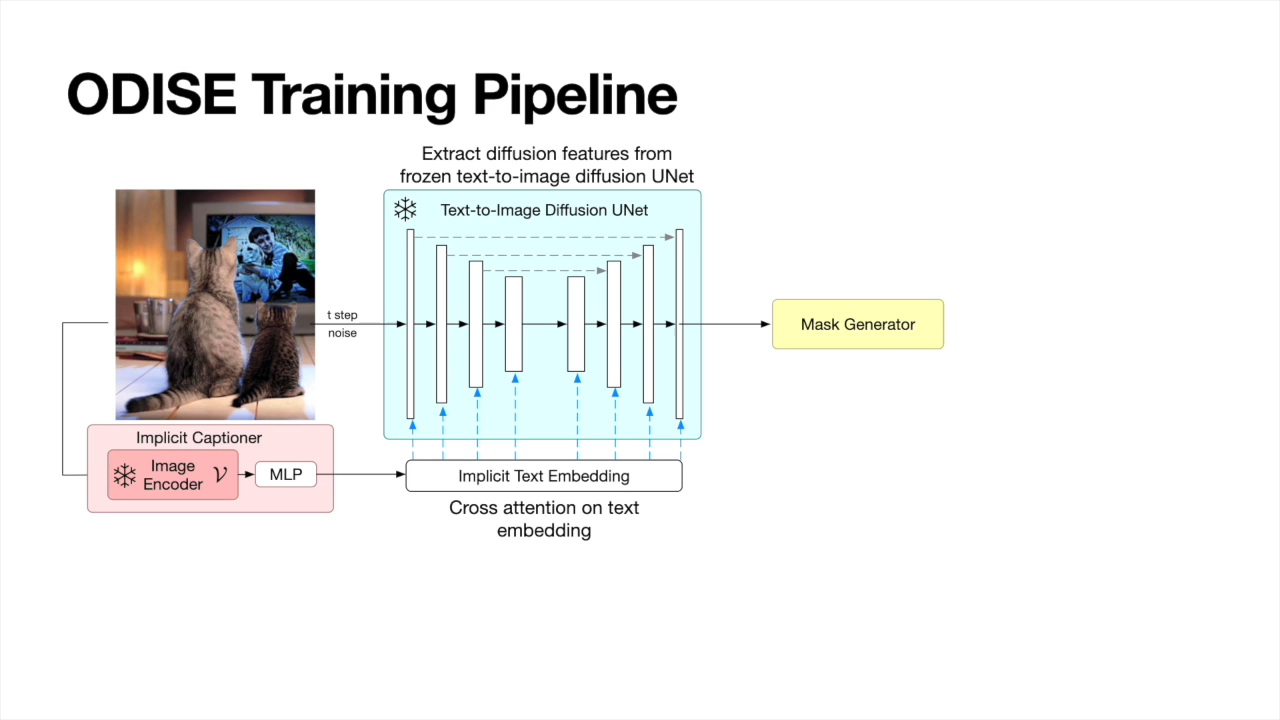 ODISE Training Pipeline
Extract diffusion features from
frozen text-to-image diffusion UNet
Text-to-Image Diffusion UNet
t step
noise
Mask Generator
Implicit Captioner
Image
Encoder
𝒱
MLP
Implicit Text Embedding
Cross attention on text
embedding